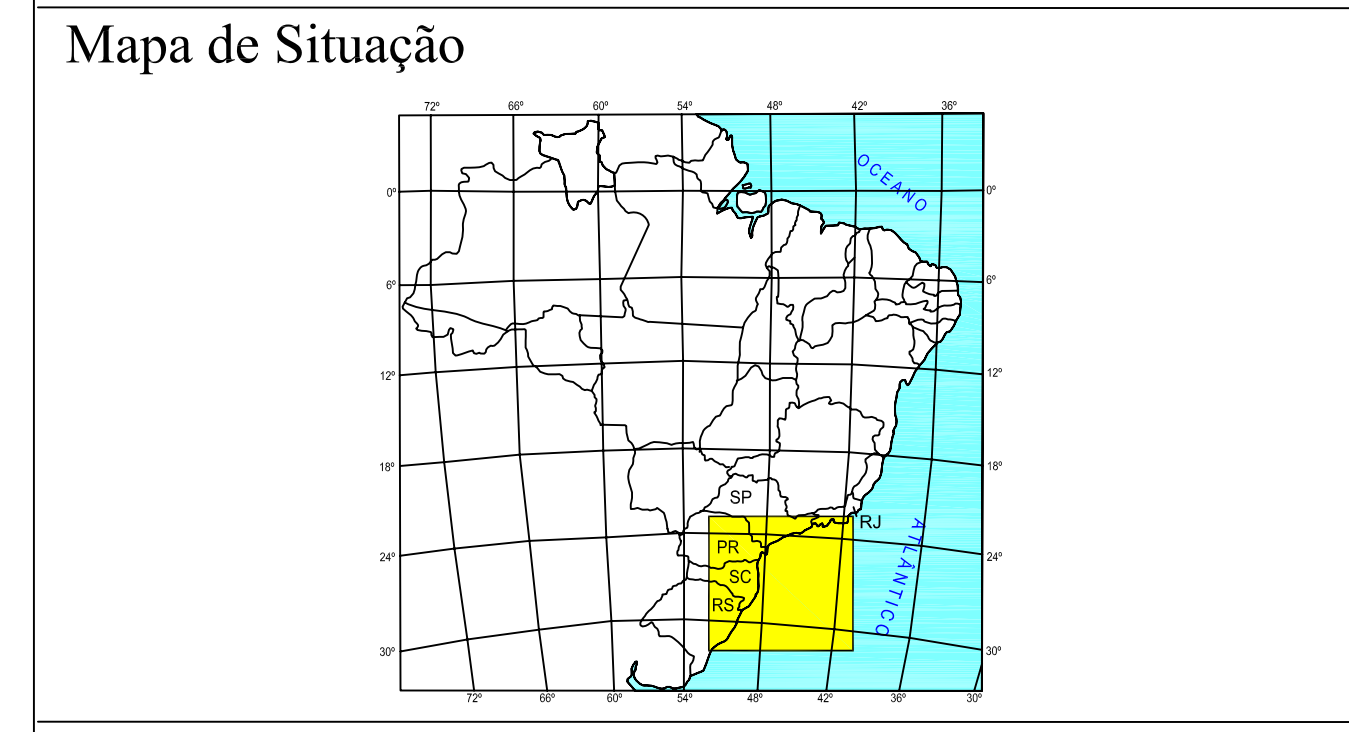 Mapa de Situação
72º 66º 60º 54º 48º 42º 36º
OCEANO
0º 0º
6º 6º
12º 12º
18º 18º
SP
RJ
ATLÂNTICO
PR
24º 24º
SC
RS
30º 30º
72º 66º 60º 54º 48º 42º 36º 30º